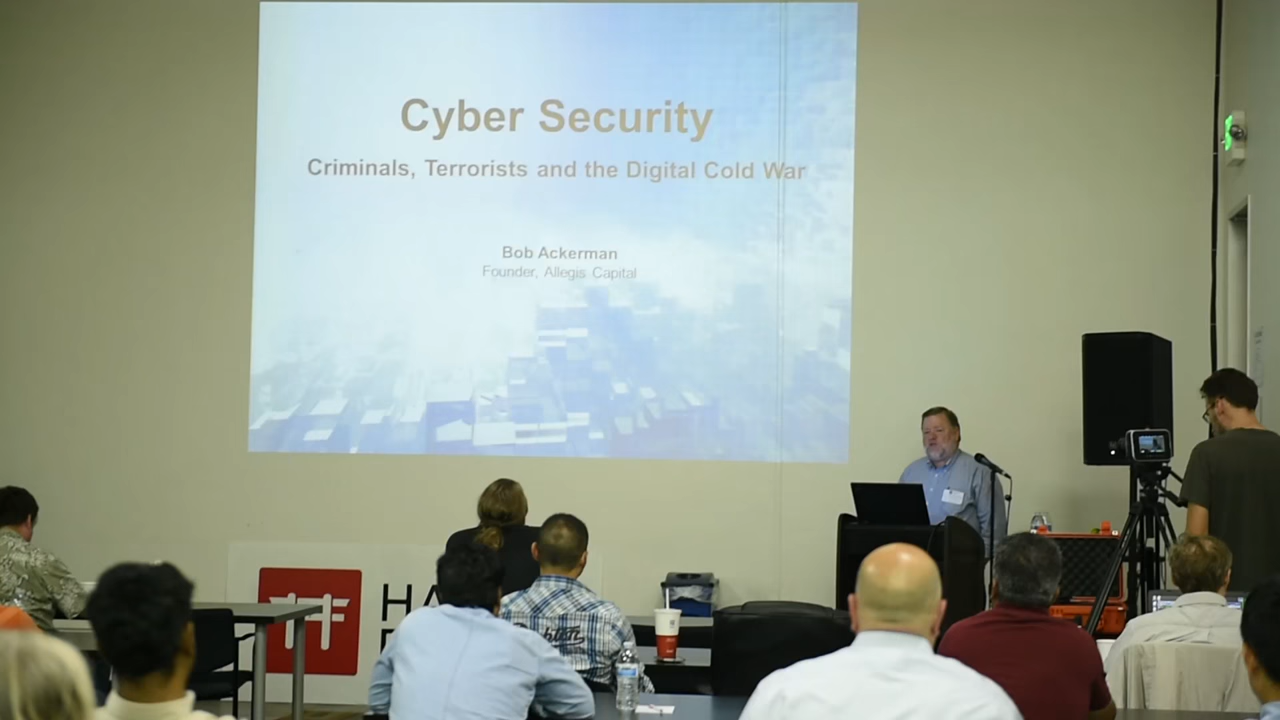 Cyber Security
Criminals, Terrorists and the Digital Cold War
Bob Ackerman
Founder, Allegis Capital